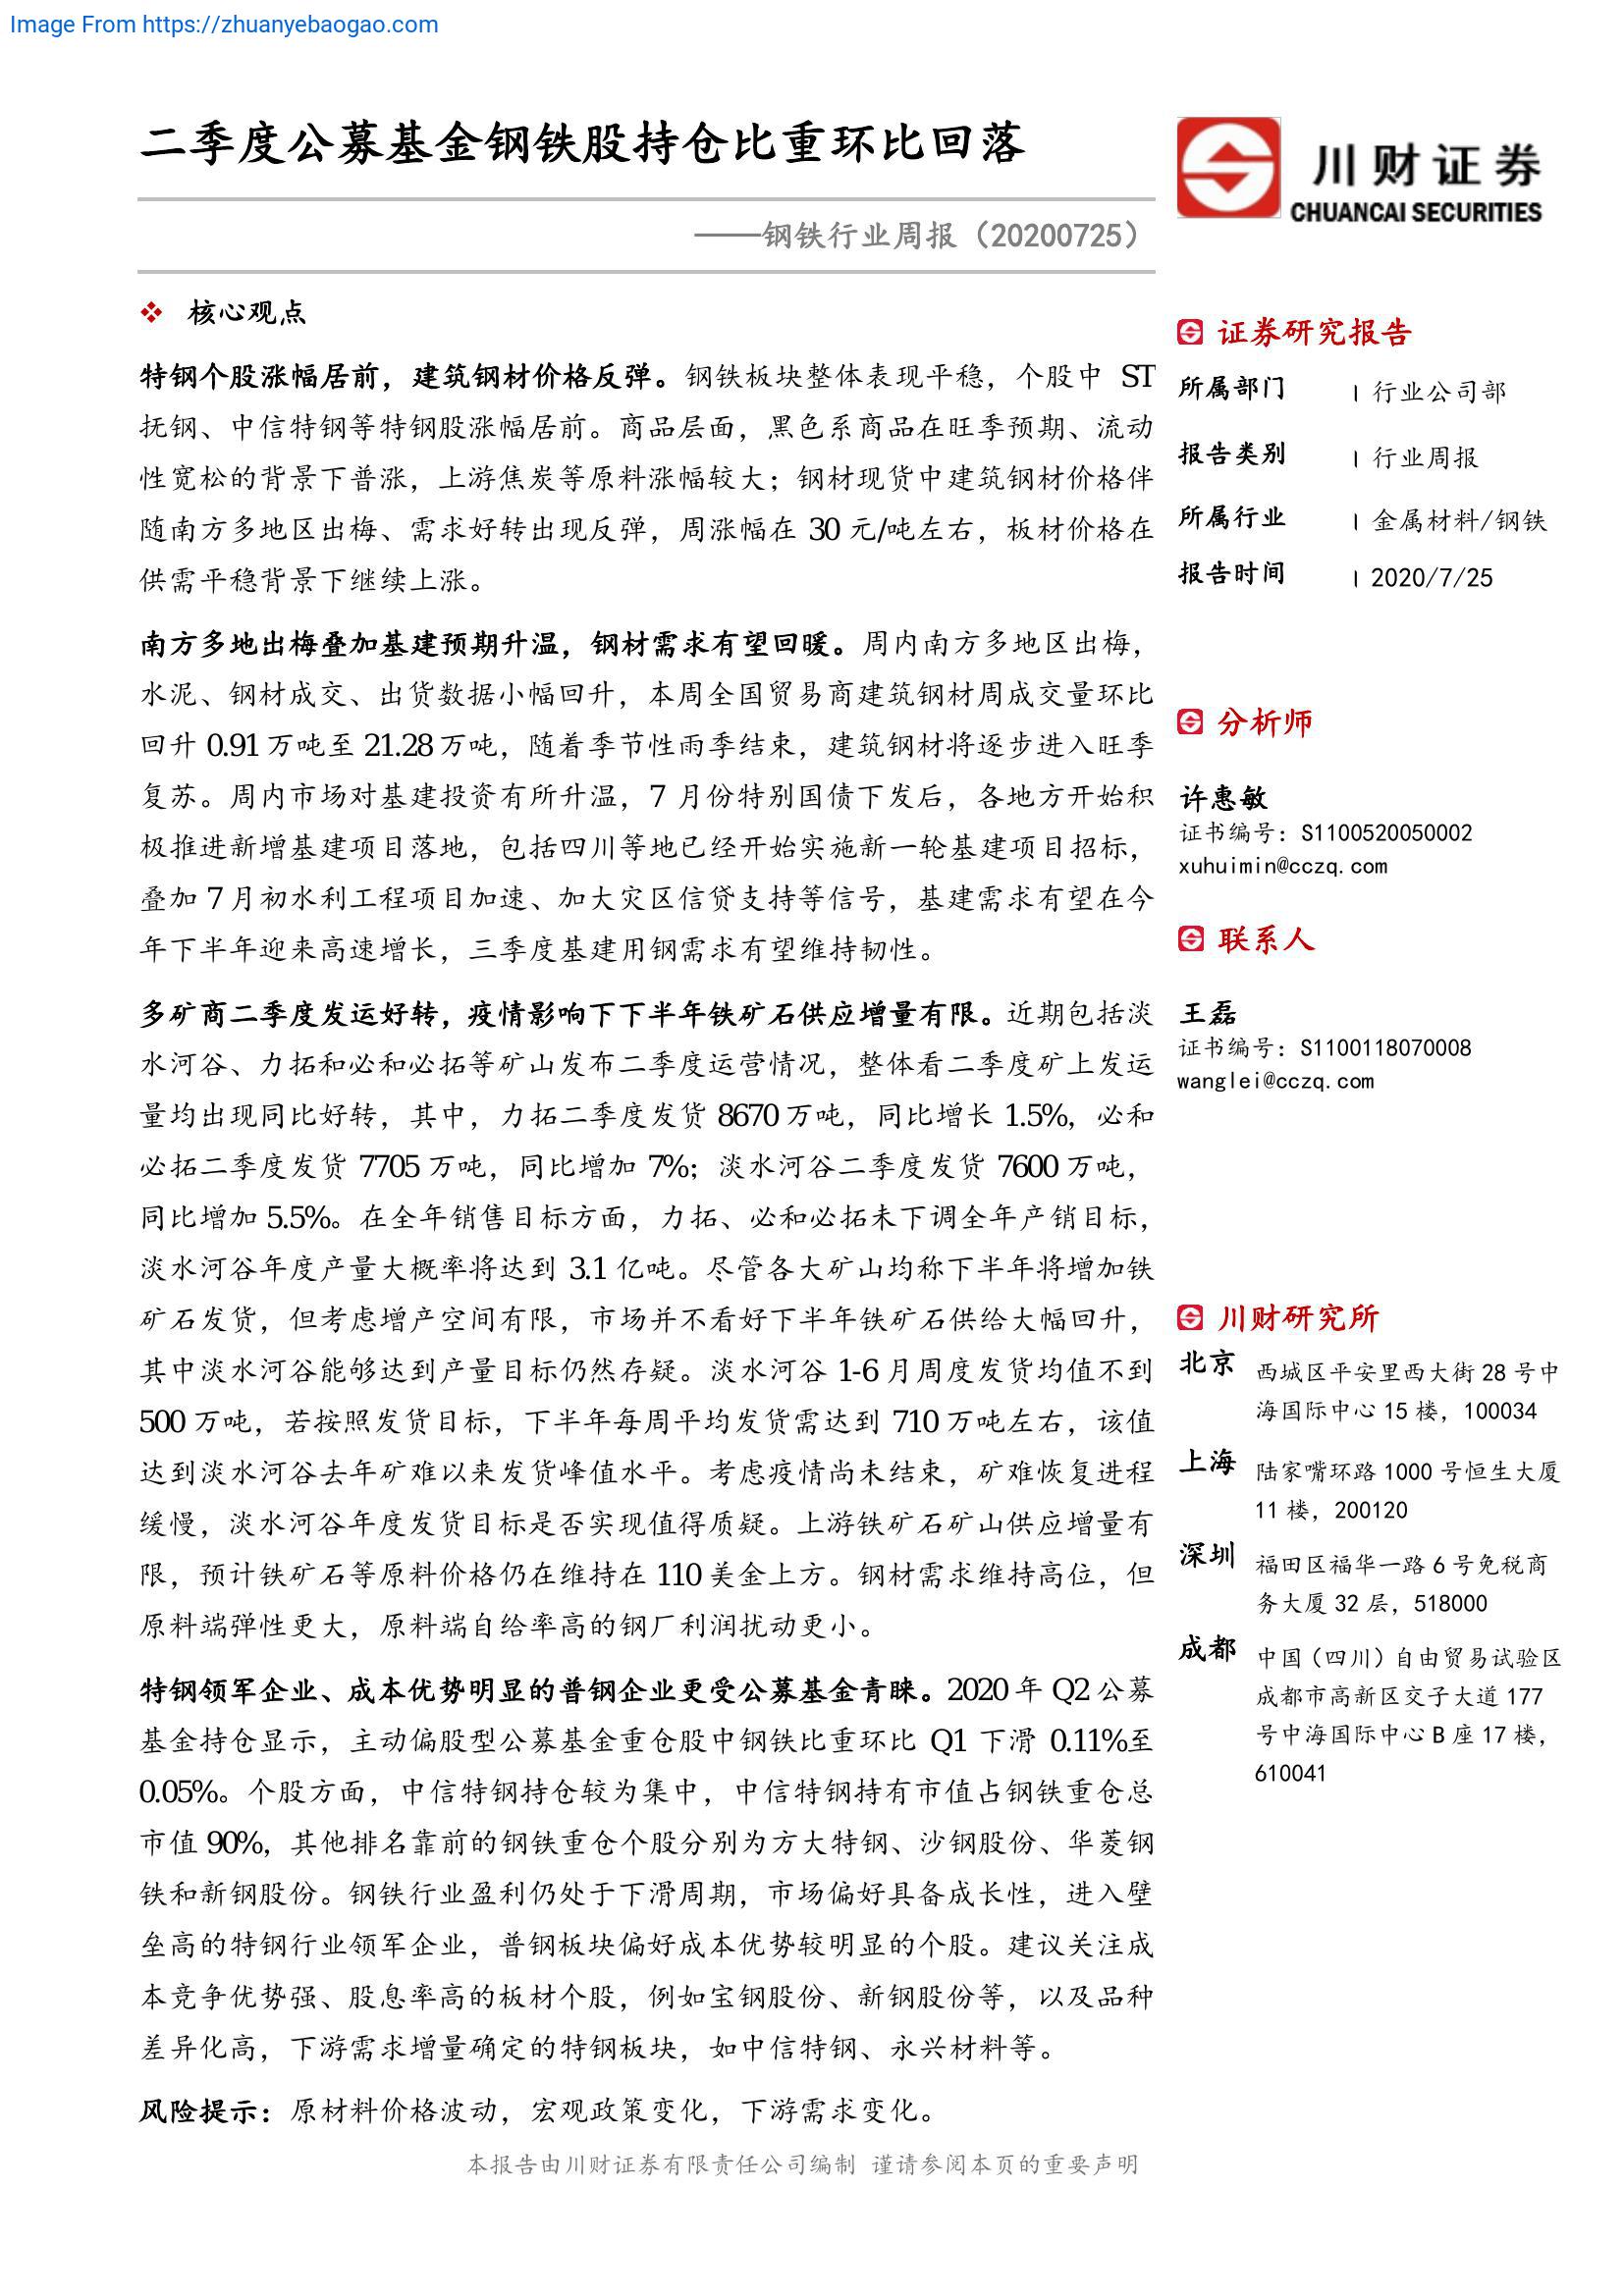 Image From https://zhuanyebaogao.com
二季度公募基金钢铁股持仓比重环比回落
——钢铁行业周报（20200725）
川财证券
CHUANCAI SECURITIES
❖ 核心观点
特钢个股涨幅居前，建筑钢材价格反弹。钢铁板块整体表现平稳，个股中 ST
抚钢、中信特钢等特钢股涨幅居前。商品层面，黑色系商品在旺季预期、流动
性宽松的背景下普涨，上游焦炭等原料涨幅较大；钢材现货中建筑钢材价格伴
随南方多地区出梅、需求好转出现反弹，周涨幅在 30 元/吨左右，板材价格在
供需平稳背景下继续上涨。
南方多地出梅叠加基建预期升温，钢材需求有望回暖。周内南方多地区出梅，
水泥、钢材成交、出货数据小幅回升，本周全国贸易商建筑钢材周成交量环比
回升 0.91 万吨至 21.28 万吨，随着季节性雨季结束，建筑钢材将逐步进入旺季
复苏。周内市场对基建投资有所升温，7 月份特别国债下发后，各地方开始积
极推进新增基建项目落地，包括四川等地已经开始实施新一轮基建项目招标，
叠加 7 月初水利工程项目加速、加大灾区信贷支持等信号，基建需求有望在今
年下半年迎来高速增长，三季度基建用钢需求有望维持韧性。
多矿商二季度发运好转，疫情影响下下半年铁矿石供应增量有限。近期包括淡
水河谷、力拓和必和必拓等矿山发布二季度运营情况，整体看二季度矿上发运
量均出现同比好转，其中，力拓二季度发货 8670 万吨，同比增长 1.5%，必和
必拓二季度发货 7705 万吨，同比增加 7%；淡水河谷二季度发货 7600 万吨，
同比增加 5.5%。在全年销售目标方面，力拓、必和必拓未下调全年产销目标，
淡水河谷年度产量大概率将达到 3.1 亿吨。尽管各大矿山均称下半年将增加铁
矿石发货，但考虑增产空间有限，市场并不看好下半年铁矿石供给大幅回升，
其中淡水河谷能够达到产量目标仍然存疑。淡水河谷 1-6 月周度发货均值不到
500 万吨，若按照发货目标，下半年每周平均发货需达到 710 万吨左右，该值
达到淡水河谷去年矿难以来发货峰值水平。考虑疫情尚未结束，矿难恢复进程
缓慢，淡水河谷年度发货目标是否实现值得质疑。上游铁矿石矿山供应增量有
限，预计铁矿石等原料价格仍在维持在 110 美金上方。钢材需求维持高位，但
原料端弹性更大，原料端自给率高的钢厂利润扰动更小。
特钢领军企业、成本优势明显的普钢企业更受公募基金青睐。2020 年 Q2 公募
基金持仓显示，主动偏股型公募基金重仓股中钢铁比重环比 Q1 下滑 0.11%至
0.05%。个股方面，中信特钢持仓较为集中，中信特钢持有市值占钢铁重仓总
市值 90%，其他排名靠前的钢铁重仓个股分别为方大特钢、沙钢股份、华菱钢
铁和新钢股份。钢铁行业盈利仍处于下滑周期，市场偏好具备成长性，进入壁
垒高的特钢行业领军企业，普钢板块偏好成本优势较明显的个股。建议关注成
本竞争优势强、股息率高的板材个股，例如宝钢股份、新钢股份等，以及品种
差异化高，下游需求增量确定的特钢板块，如中信特钢、永兴材料等。
风险提示：原材料价格波动，宏观政策变化，下游需求变化。
证券研究报告
所属部门 | 行业公司部
报告类别 | 行业周报
所属行业 | 金属材料/钢铁
报告时间 | 2020/7/25
分析师
许惠敏
证书编号：S1100520050002
xuhuimin@cczq.com
联系人
王磊
证书编号：S1100118070008
wanglei@cczq.com
川财研究所
北京 西城区平安里西大街 28 号中
海国际中心 15 楼，100034
上海 陆家嘴环路 1000 号恒生大厦
11 楼，200120
深圳 福田区福华一路 6 号免税商
务大厦 32 层，518000
成都 中国（四川）自由贸易试验区
成都市高新区交子大道 177
号中海国际中心 B 座 17 楼，
610041
本报告由川财证券有限责任公司编制 谨请参阅本页的重要声明